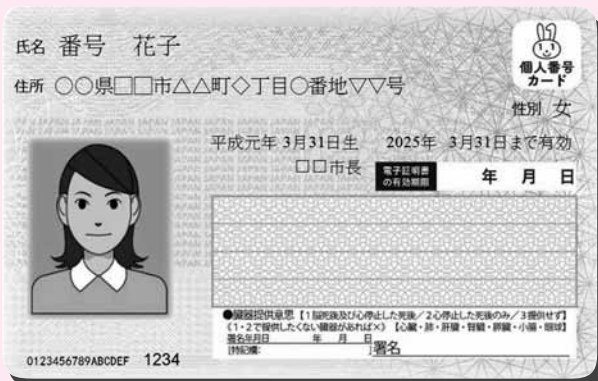 氏名 番号 花子
住所 ○○県□□市△△町◇丁目○番地▽▽号
個人番号
カード
性別 女
平成元年 3月31日生 2025年 3月31日まで有効
□□市長
電子証明書
の有効期限
年 月 日
●臓器提供意思【1脳死後及び心停止した死後／2心停止した死後のみ／3提供せず】
《1・2で提供したくない臓器があれば×》【心臓・肺・肝臓・腎臓・膵臓・小腸・眼球】
署名年月日 年 月 日
[特記欄: ] 署名
0123456789ABCDEF 1234